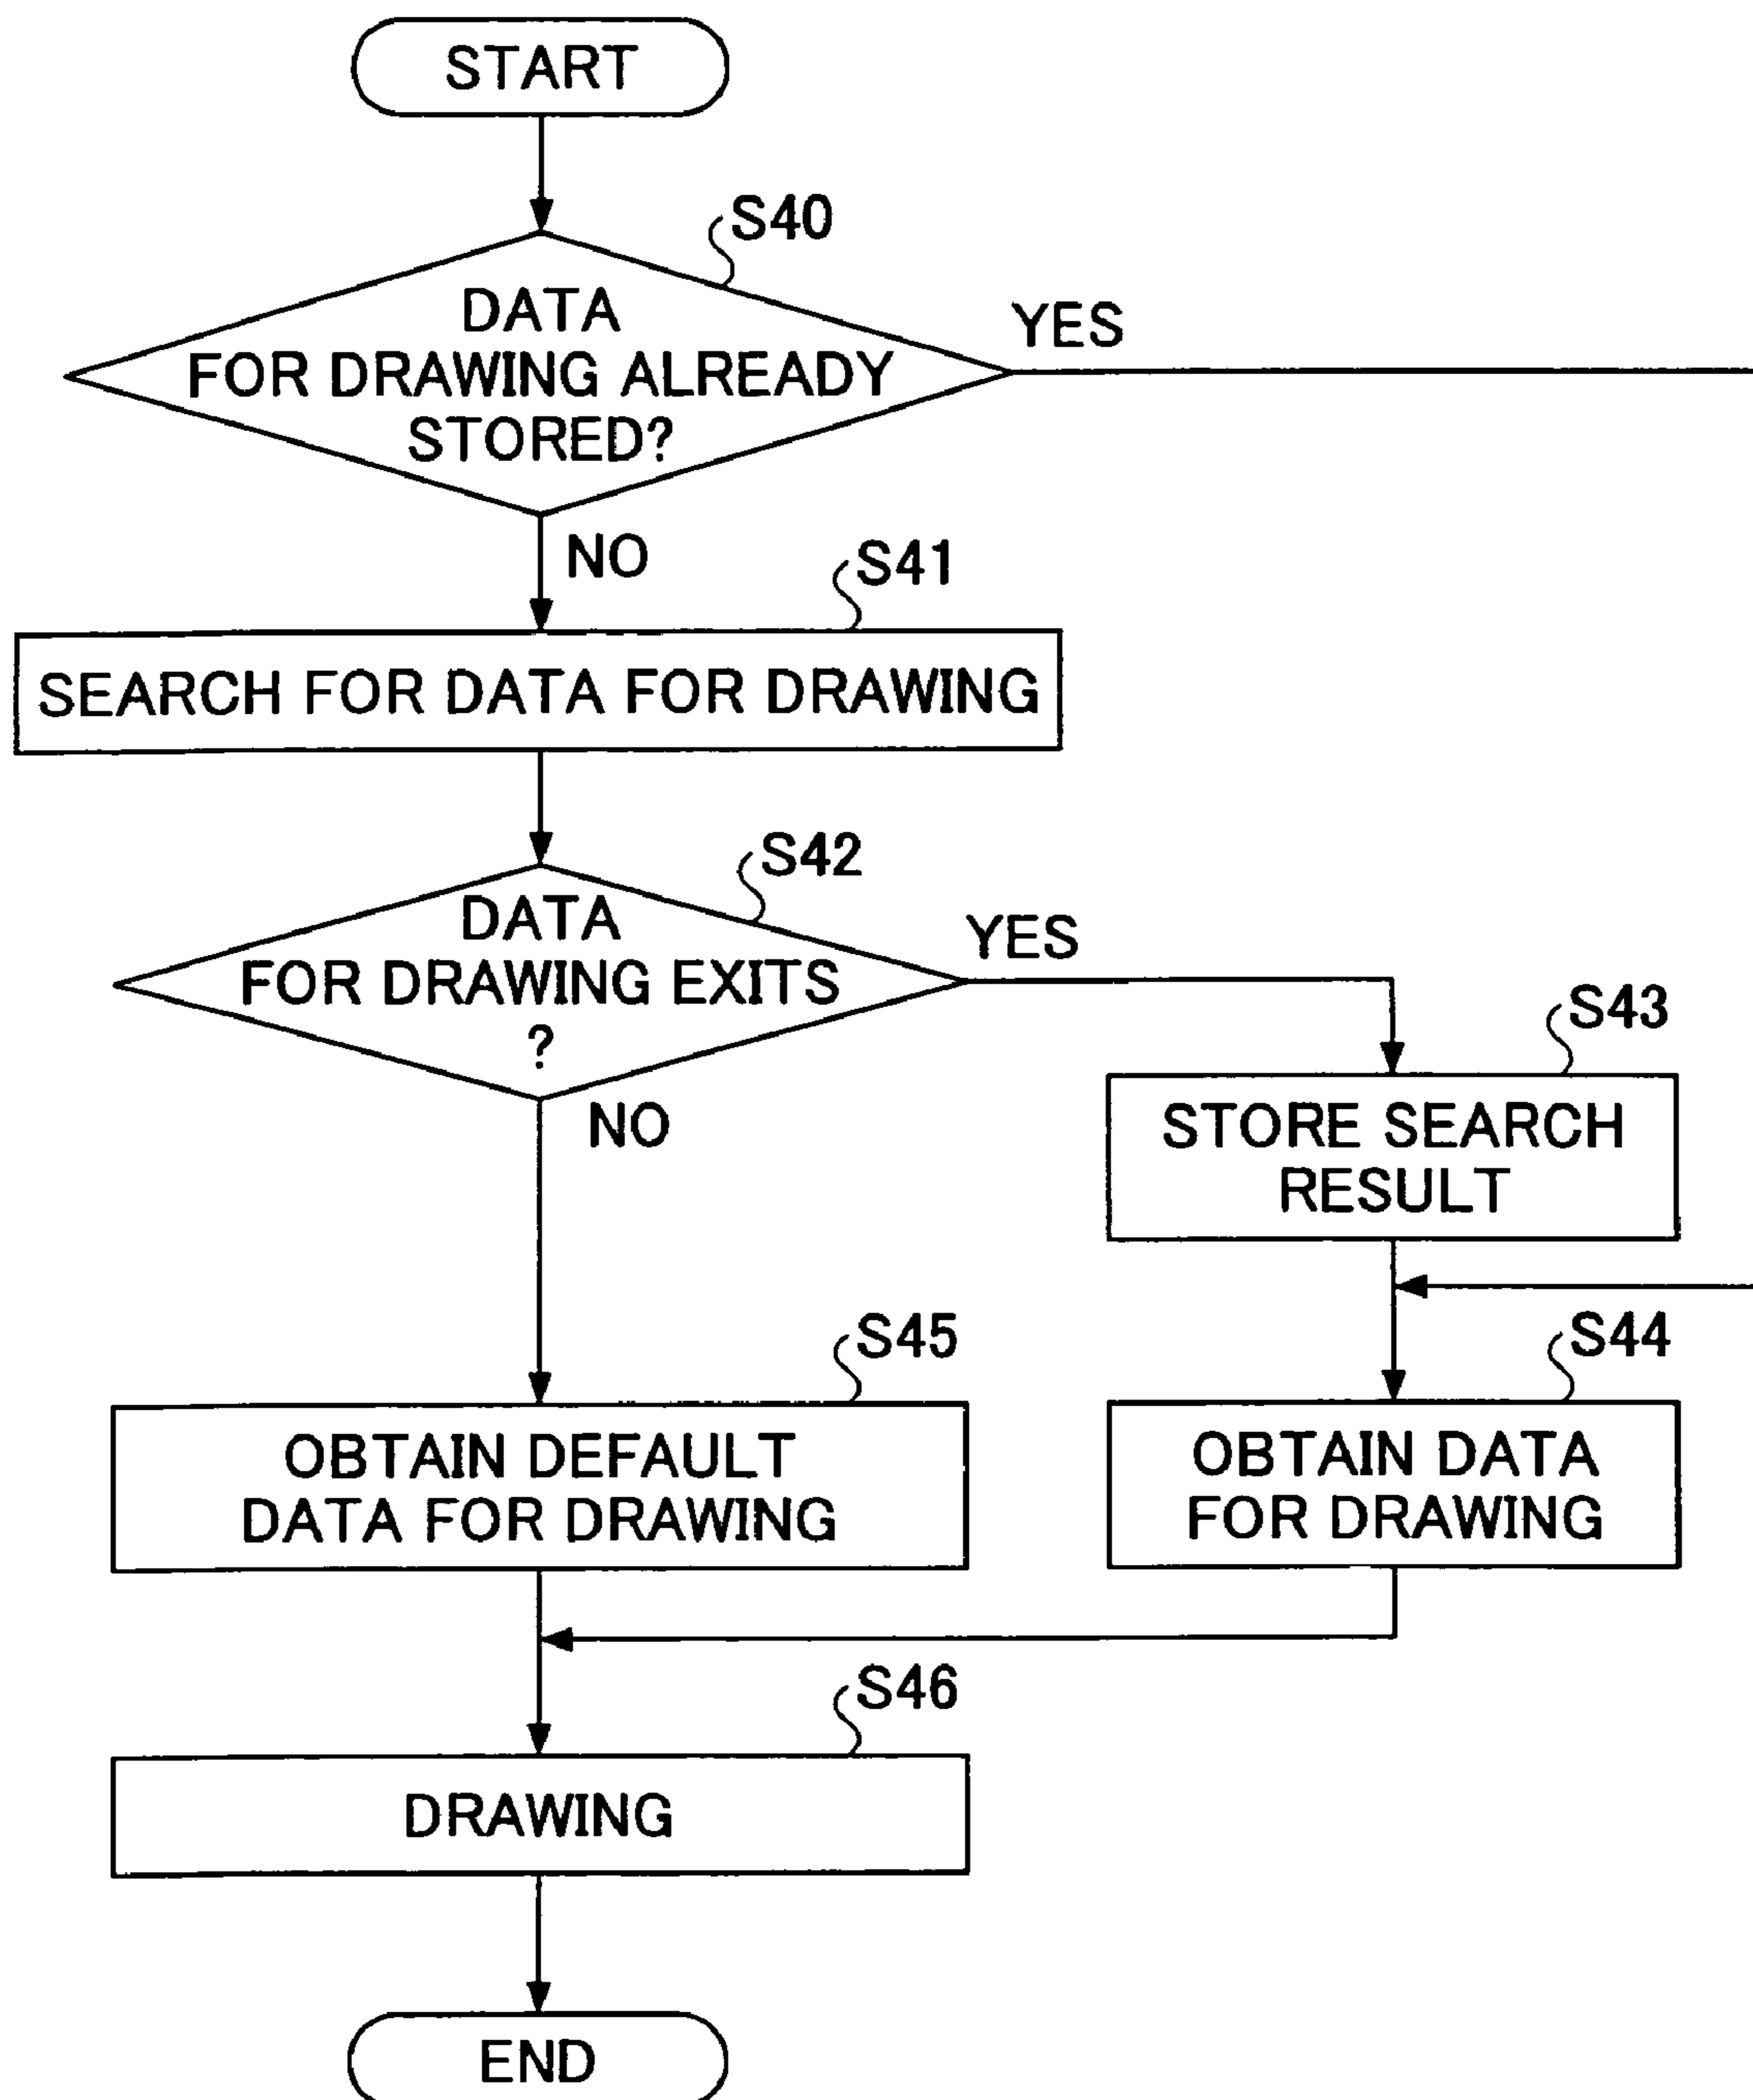 START
S40
DATA
FOR DRAWING ALREADY
STORED?
YES
NO
S41
SEARCH FOR DATA FOR DRAWING
S42
DATA
FOR DRAWING EXITS
?
YES
NO
S43
STORE SEARCH
RESULT
S45
OBTAIN DEFAULT
DATA FOR DRAWING
S44
OBTAIN DATA
FOR DRAWING
S46
DRAWING
END